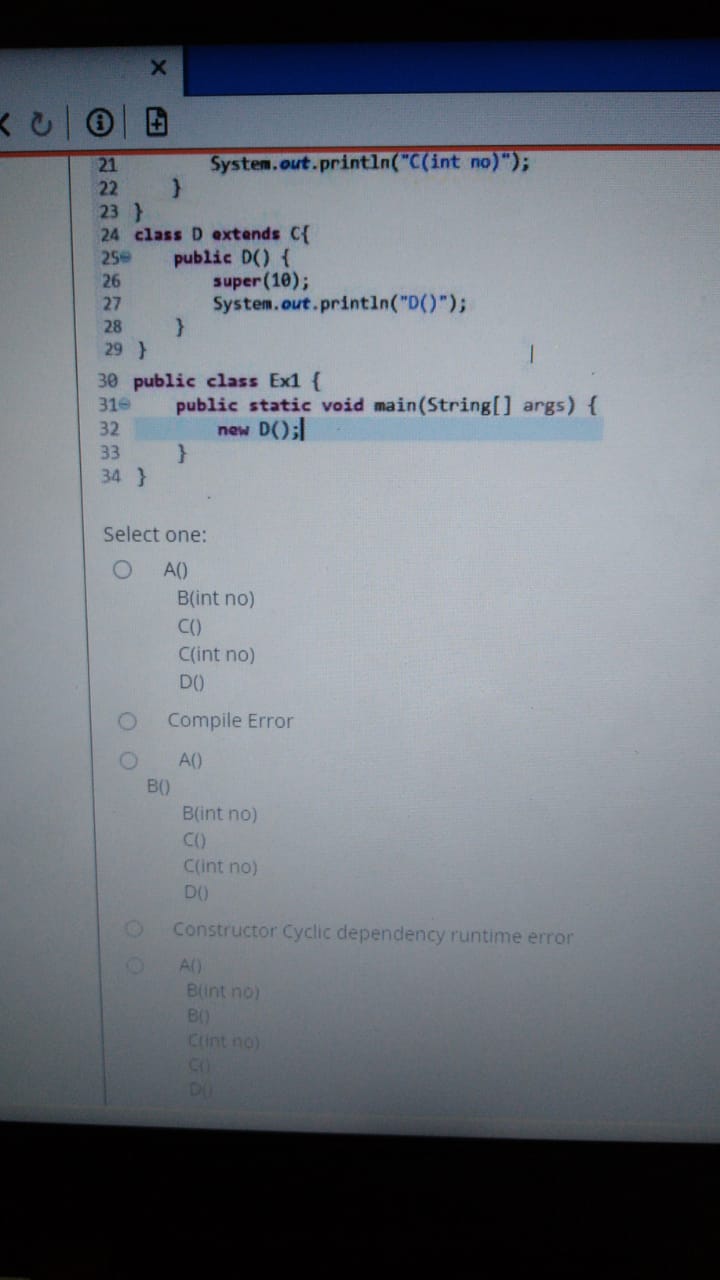 21 System.out.println("C(int no)");
22 }
23 }
24 class D extends C{
25 public D() {
26 super(10);
27 System.out.println("D()");
28 }
29 }
30 public class Ex1 {
31 public static void main(String[] args) {
32 new D();
33 }
34 }
Select one:
A()
B(int no)
C()
C(int no)
D()
Compile Error
A()
B()
B(int no)
C()
C(int no)
D()
Constructor Cyclic dependency runtime error
A()
B(int no)
B()
C(int no)
C()
D()